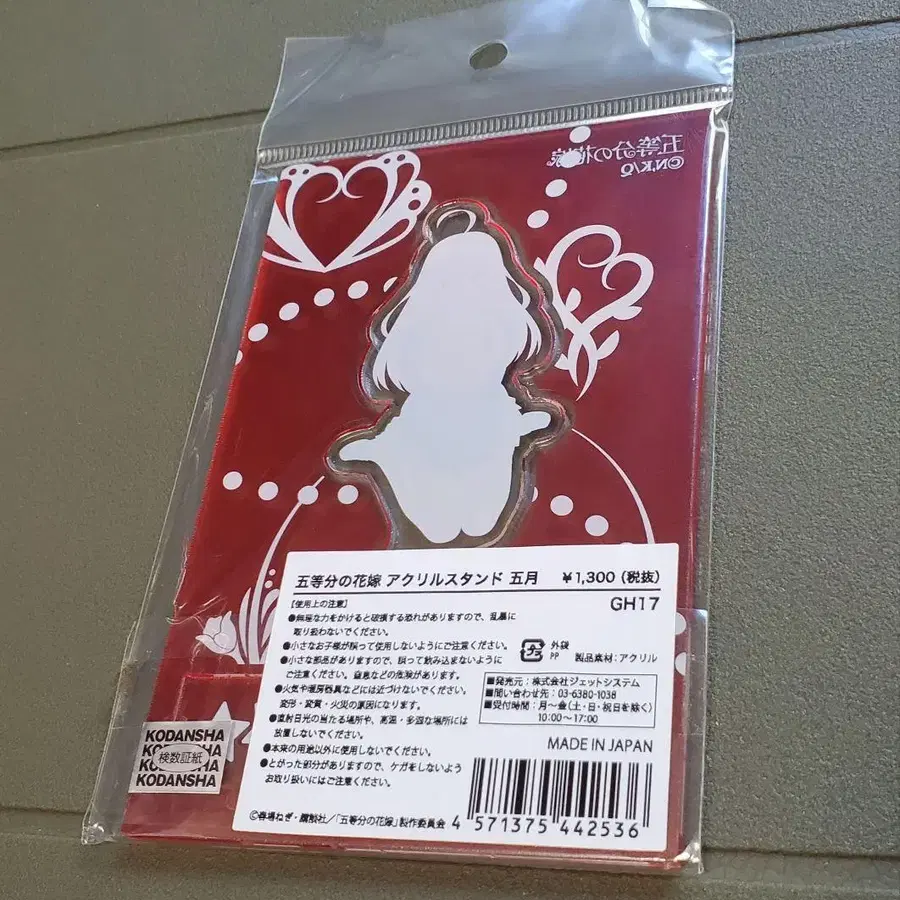 五等分の花嫁
©N,K/Q
五等分の花嫁 アクリルスタンド 五月 ¥1,300 (税抜)
GH17
【使用上の注意】
●無理な力をかけると破損する恐れがありますので、乱暴に
取り扱わないでください。
●小さなお子様が誤って使用しないようにご注意ください。
●小さな部品がありますので、誤って飲み込まないように
ご注意ください。窒息などの危険があります。
●火気や暖房器具などには近づけないでください。
変形・変質・火災の原因になります。
●直射日光の当たる場所や、高温・多湿な場所には
放置しないでください。
●本来の用途以外に使用しないでください。
●とがった部分がありますので、ケガをしないよう
お取り扱いにはご注意ください。
プラ
外袋
PP
製品素材:アクリル
■発売元:株式会社ジェットシステム
■問い合わせ先:03-6380-1038
■受付時間:月〜金(土・日・祝日を除く)
10:00〜17:00
MADE IN JAPAN
©春場ねぎ・講談社/「五等分の花嫁」製作委員会
4 571375 442536
KODANSHA
KODANSHA
検数証紙
KODANSHA
KODANSHA